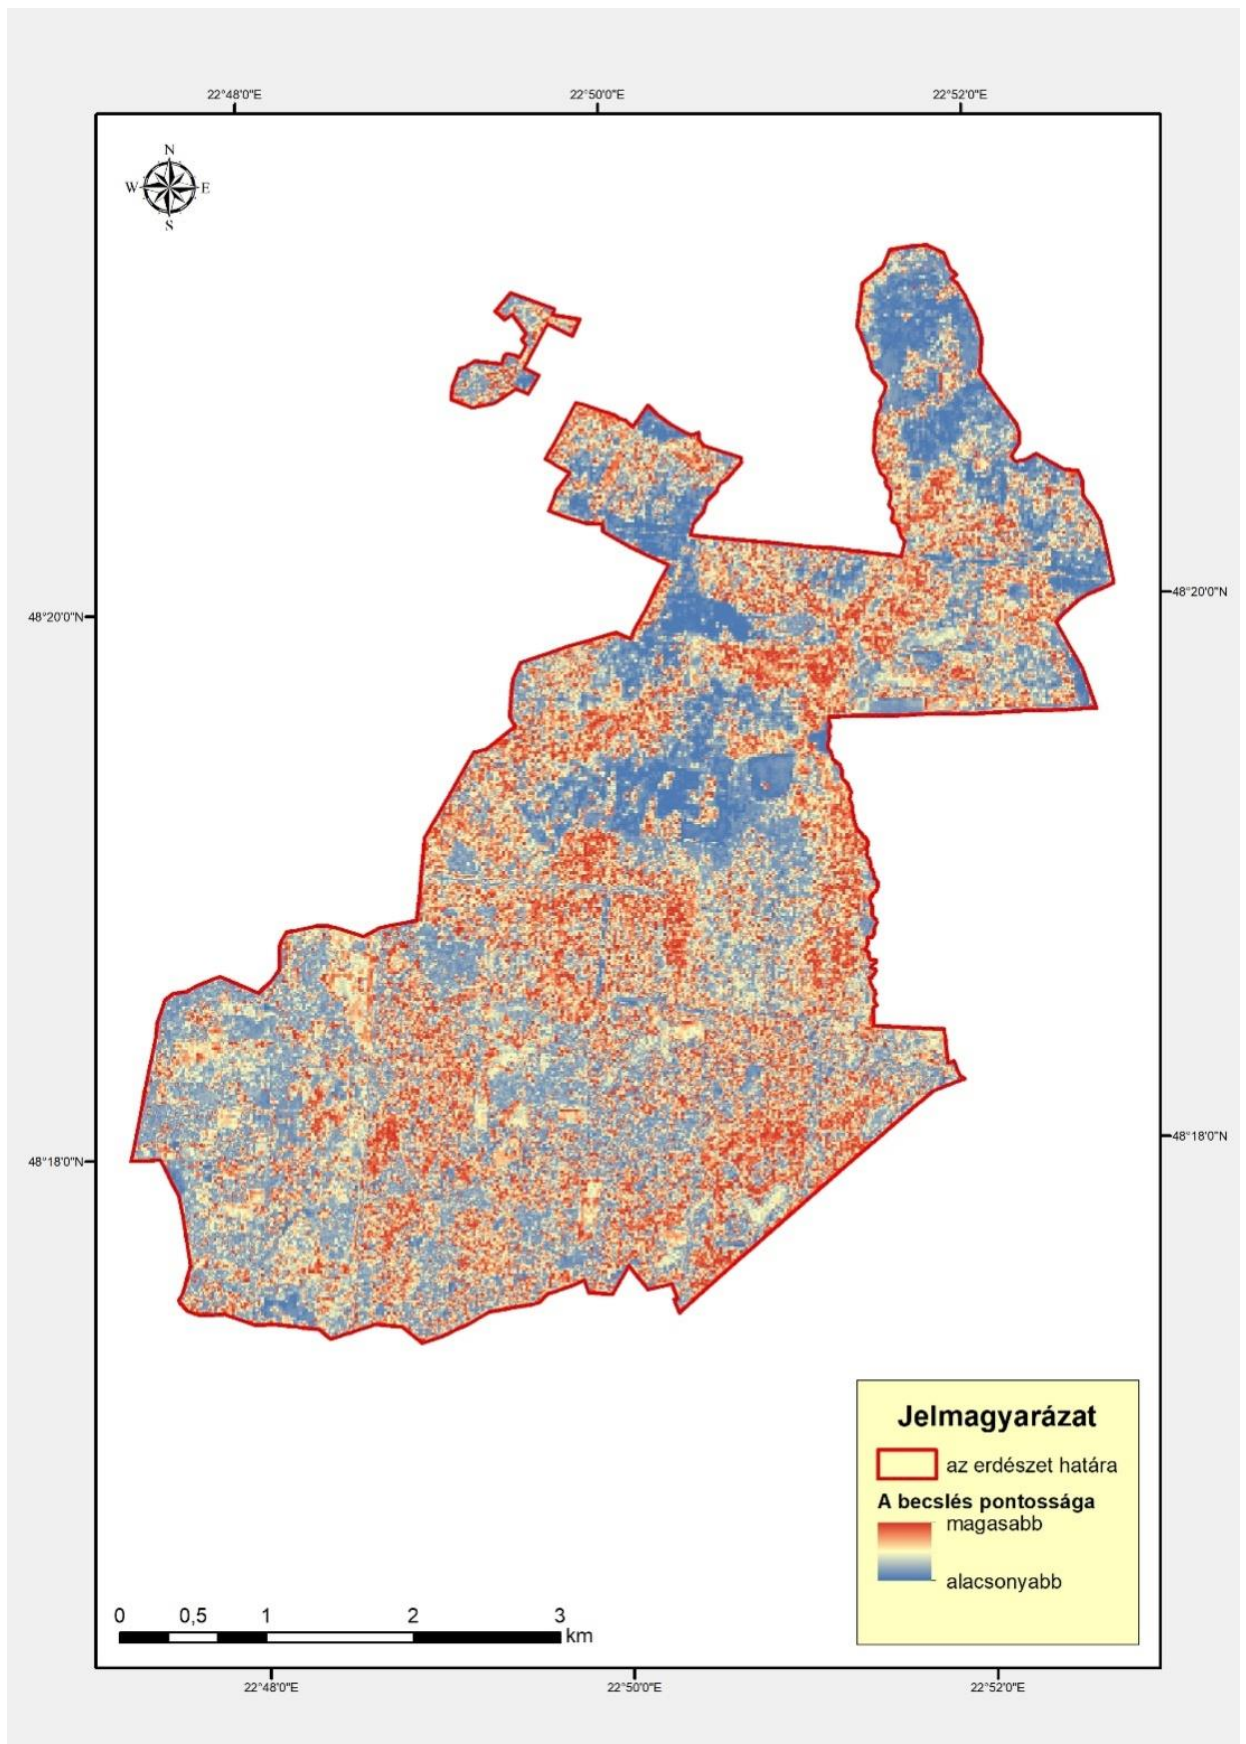 22°48'0"E 22°50'0"E 22°52'0"E
N
W E
S
48°20'0"N 48°20'0"N
48°18'0"N 48°18'0"N
Jelmagyarázat
az erdészet határa
A becslés pontossága
magasabb
alacsonyabb
0 0,5 1 2 3
km
22°48'0"E 22°50'0"E 22°52'0"E